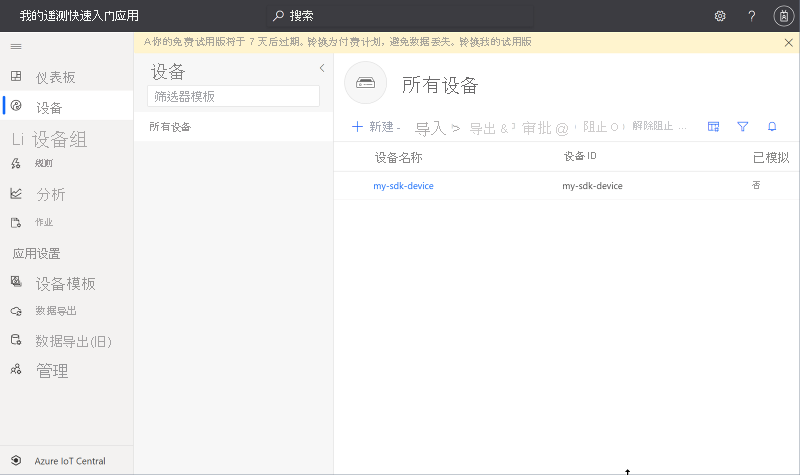 我的遥测快速入门应用
搜索
?
A 你的免费试用版将于 7 天后过期。转换为付费计划,避免数据丢失。转换我的试用版
仪表板
设备
Li 设备组
规则
分析
作业
应用设置
设备模板
数据导出
数据导出(旧)
管理
Azure IoT Central
设备
筛选器模板
所有设备
所有设备
+ 新建 -
导入 >
导出 &
审批 @
阻止 O
解除阻止 ...
设备名称 设备 ID 已模拟
my-sdk-device my-sdk-device 否